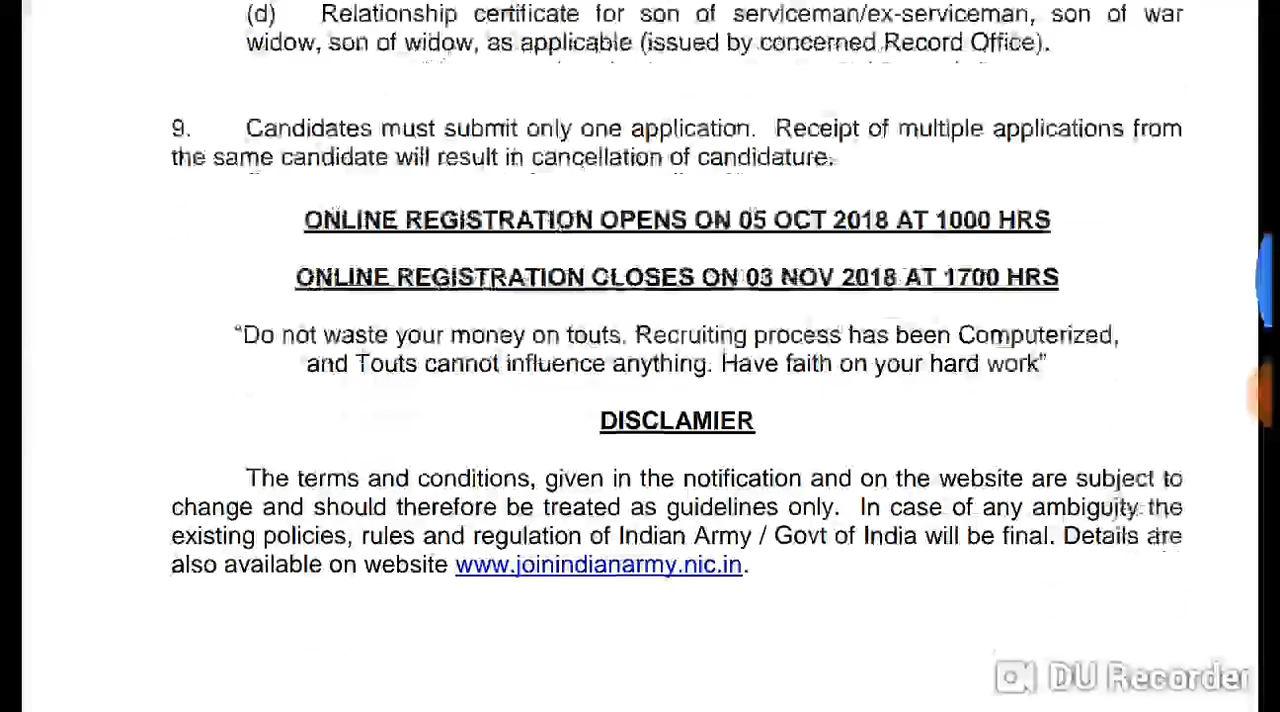 (d) Relationship certificate for son of serviceman/ex-serviceman, son of war
widow, son of widow, as applicable (issued by concerned Record Office).
9. Candidates must submit only one application. Receipt of multiple applications from
the same candidate will result in cancellation of candidature.
ONLINE REGISTRATION OPENS ON 05 OCT 2018 AT 1000 HRS
ONLINE REGISTRATION CLOSES ON 03 NOV 2018 AT 1700 HRS
“Do not waste your money on touts. Recruiting process has been Computerized,
and Touts cannot influence anything. Have faith on your hard work”
DISCLAMIER
The terms and conditions, given in the notification and on the website are subject to
change and should therefore be treated as guidelines only. In case of any ambiguity the
existing policies, rules and regulation of Indian Army / Govt of India will be final. Details are
also available on website www.joinindianarmy.nic.in.
DU Recorder